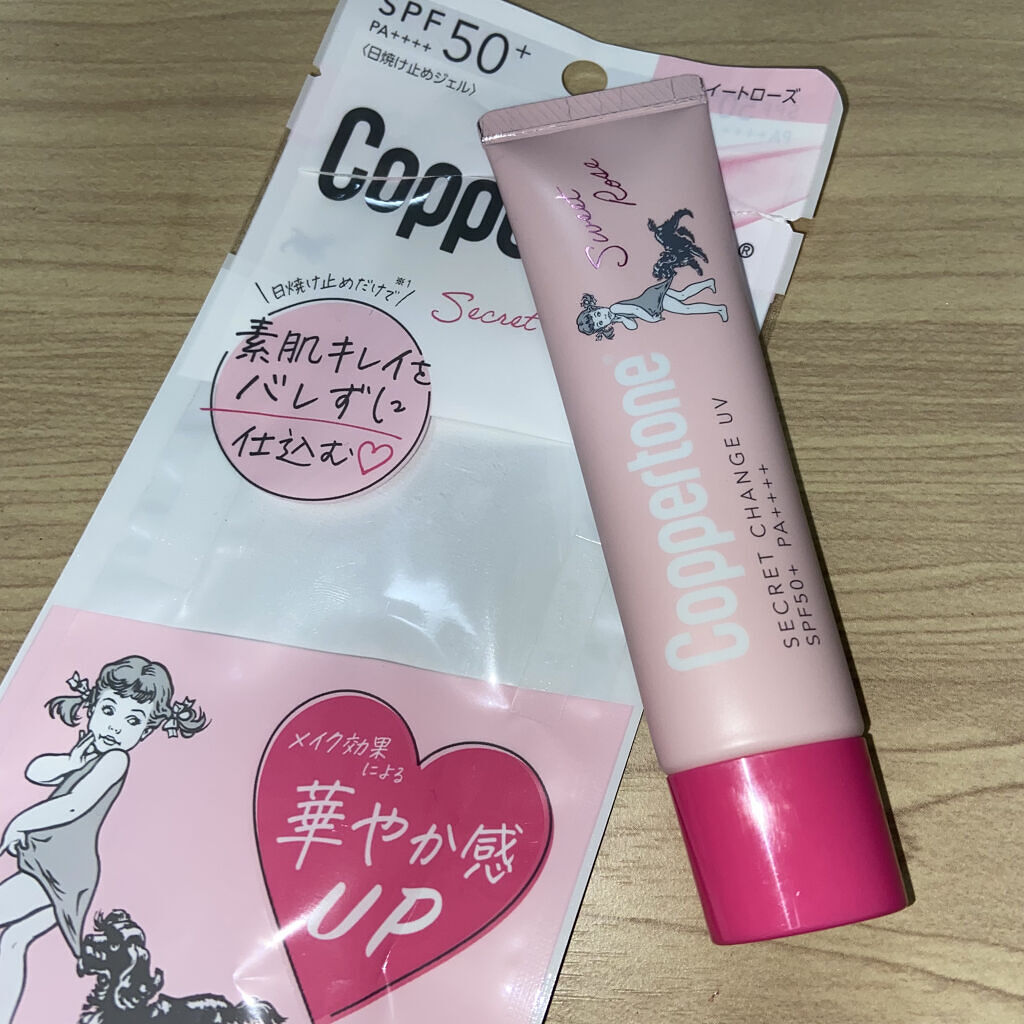 SPF 50+
PA++++
〈日焼け止めジェル〉
Copp
イートローズ
®
日焼け止めだけで※1
Secret
素肌キレイを
バレずに
仕込む♡
Sweet
Rose
Coppertone
SECRET CHANGE UV
SPF50+ PA++++
メイク効果
による
華やか感
UP